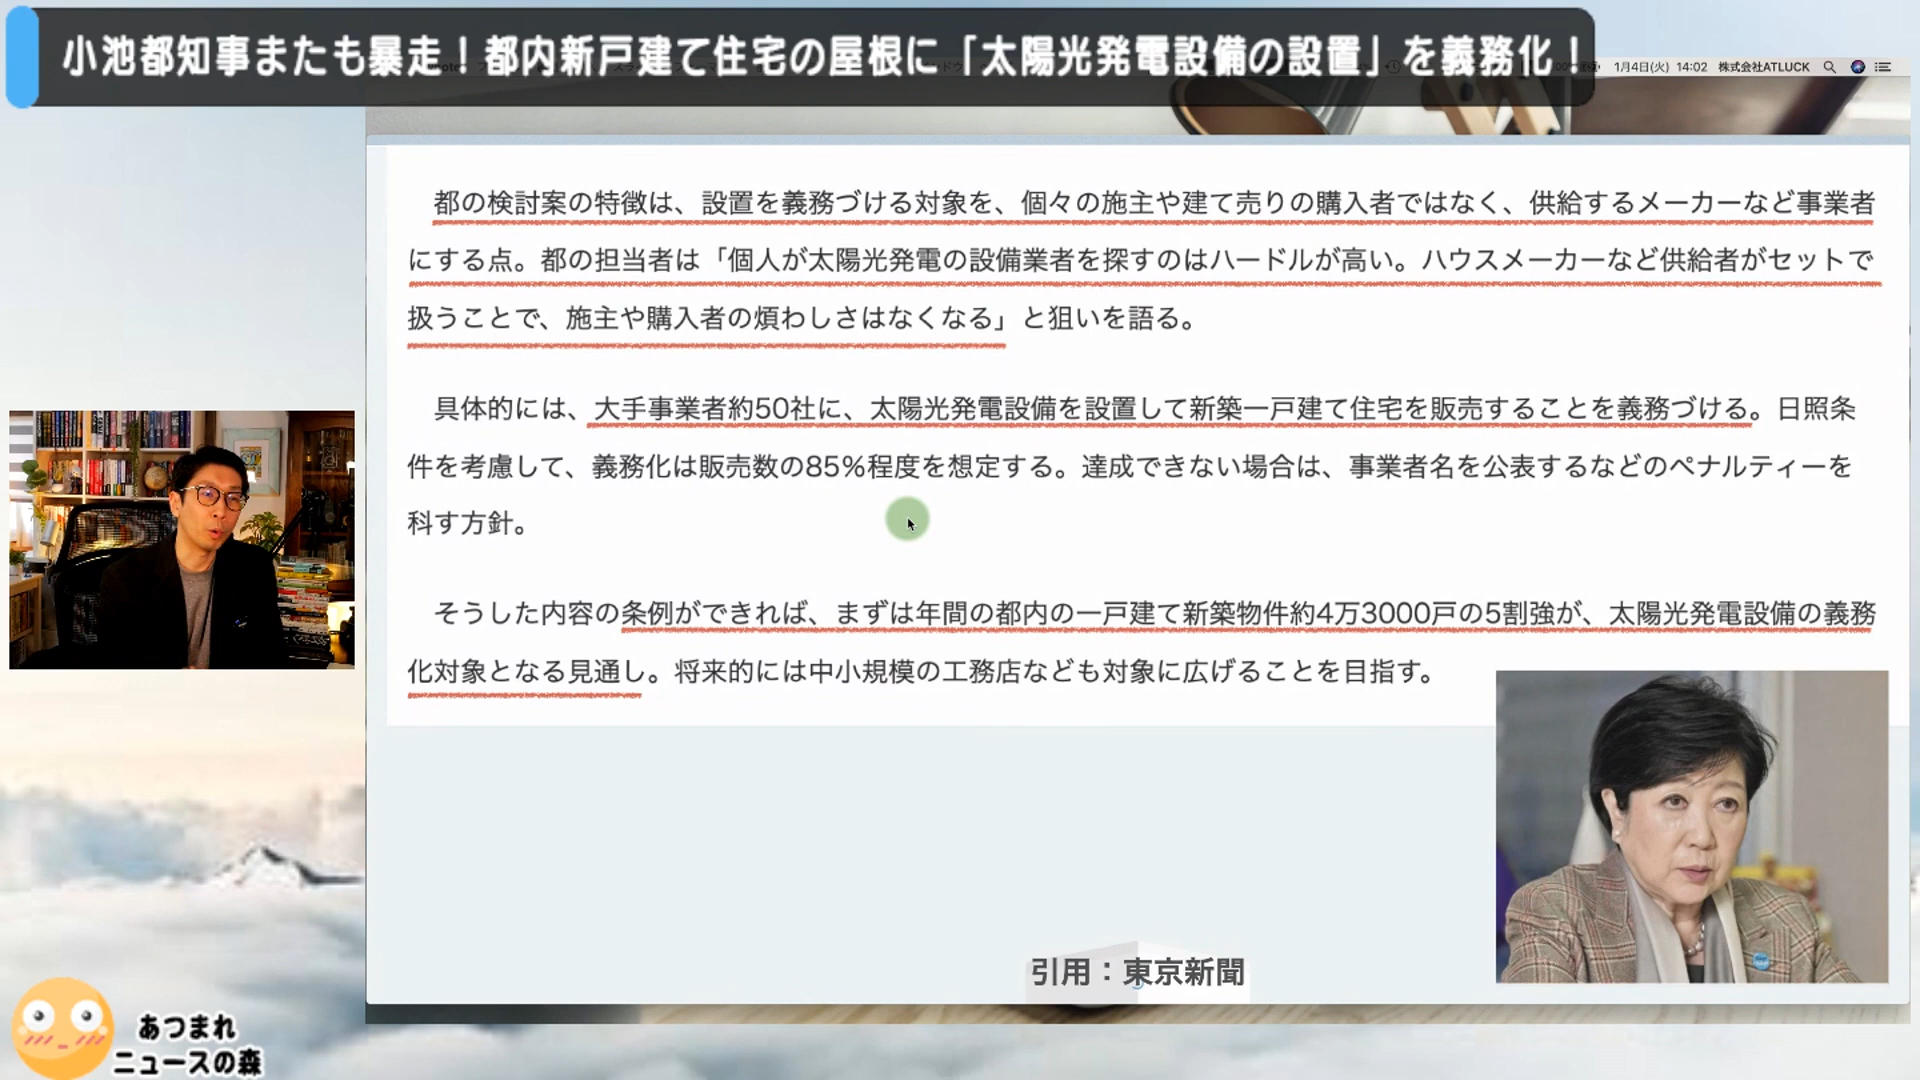 小池都知事またも暴走！都内新戸建て住宅の屋根に「太陽光発電設備の設置」を義務化！
1月4日(火) 14:02 株式会社ATLUCK
都の検討案の特徴は、設置を義務づける対象を、個々の施主や建て売りの購入者ではなく、供給するメーカーなど事業者
にする点。都の担当者は「個人が太陽光発電の設備業者を探すのはハードルが高い。ハウスメーカーなど供給者がセットで
扱うことで、施主や購入者の煩わしさはなくなる」と狙いを語る。
具体的には、大手事業者約50社に、太陽光発電設備を設置して新築一戸建て住宅を販売することを義務づける。日照条
件を考慮して、義務化は販売数の85%程度を想定する。達成できない場合は、事業者名を公表するなどのペナルティーを
科す方針。
そうした内容の条例ができれば、まずは年間の都内の一戸建て新築物件約4万3000戸の5割強が、太陽光発電設備の義務
化対象となる見通し。将来的には中小規模の工務店なども対象に広げることを目指す。
引用：東京新聞
あつまれ
ニュースの森